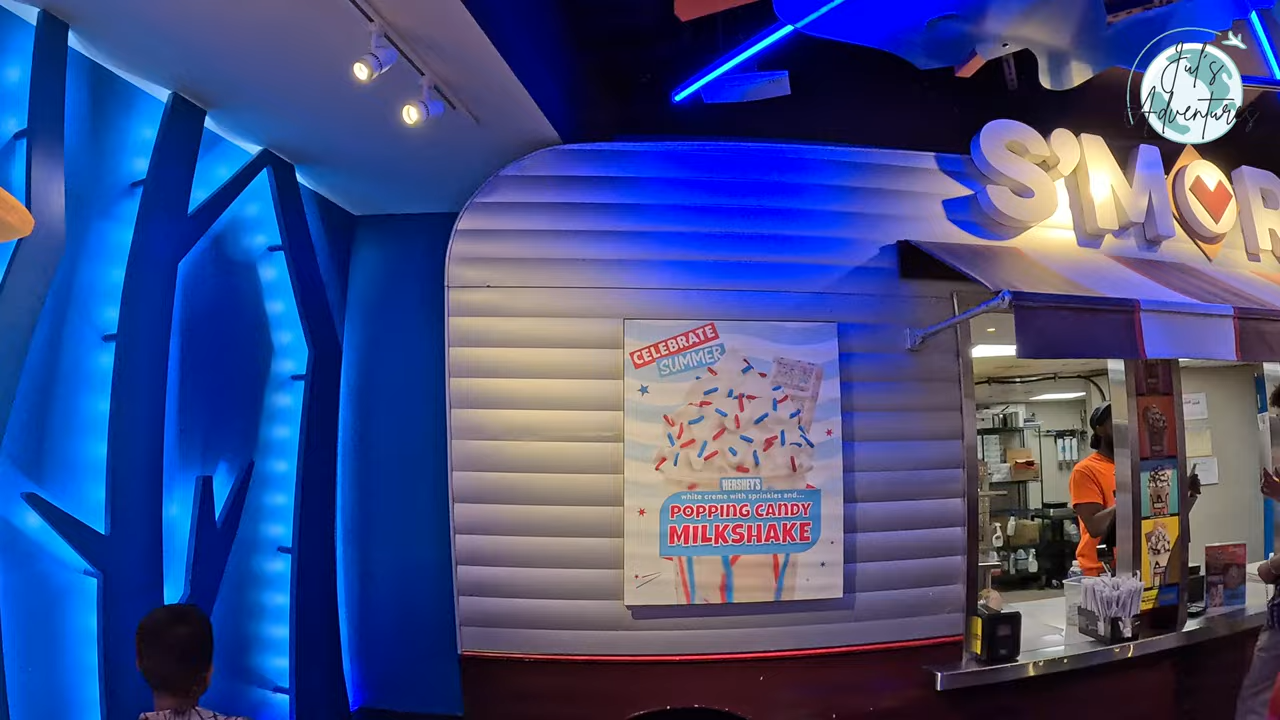 Jul's
Adventures
S'MOR
CELEBRATE
SUMMER
HERSHEY'S
white creme with sprinkles and...
POPPING CANDY
MILKSHAKE